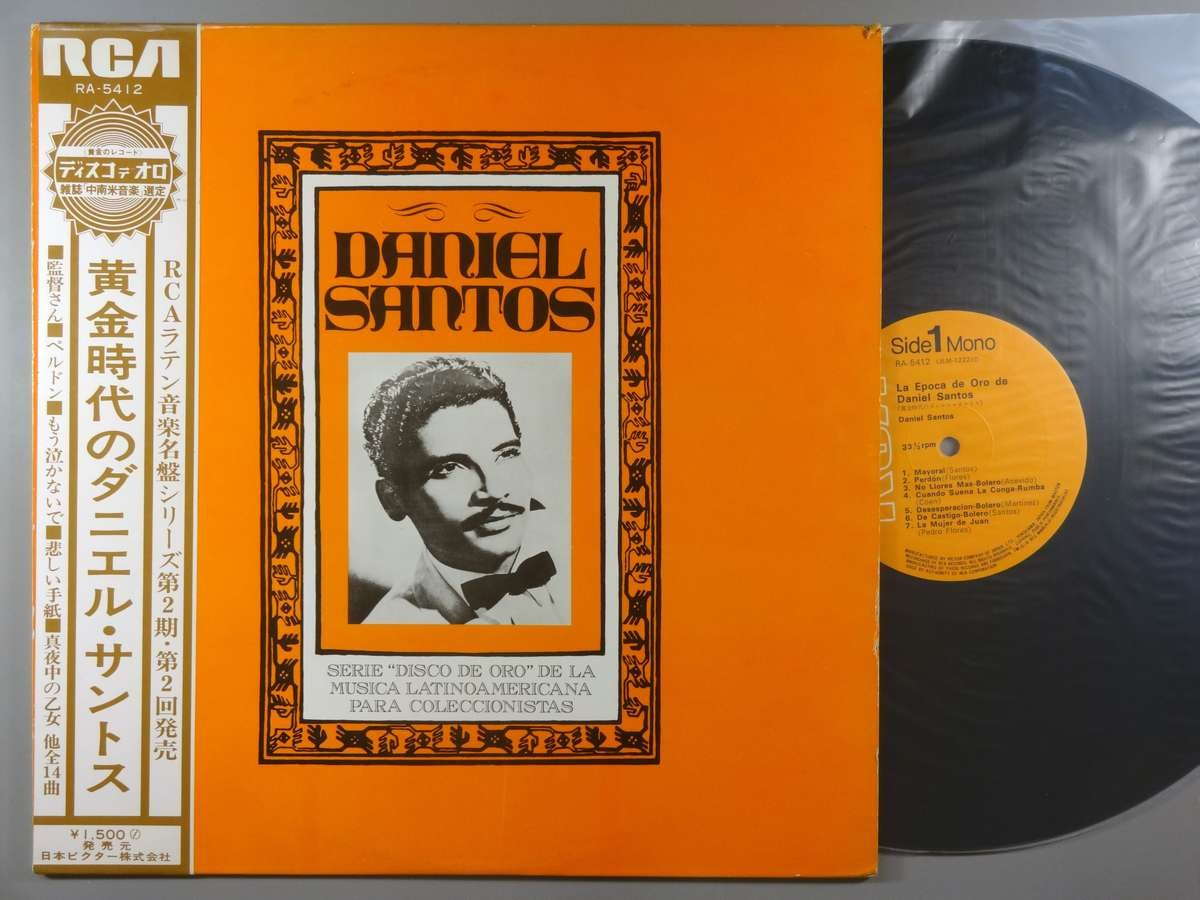 RCA
RA-5412
(黄金のレコード)
ディスコテ オロ
雑誌「中南米音楽」選定
RCAラテン音楽名盤シリーズ第2期・第2回発売
黄金時代のダニエル・サントス
■監督さん■ペルドン■もう泣かないで■悲しい手紙■真夜中の乙女 他全14曲
¥1,500
発売元
日本ビクター株式会社
DANIEL
SANTOS
SERIE "DISCO DE ORO" DE LA
MUSICA LATINOAMERICANA
PARA COLECCIONISTAS
Side 1 Mono
RA-5412
La Epoca de Oro de
Daniel Santos
Daniel Santos
33⅓ rpm
1. Mayoral (Santos)
2. Perdón (Flores)
3. No Llores Mas-Bolero (Acevido)
4. Cuando Suena La Conga-Rumba
(Coen)
5. Desesperacion-Bolero (Martinez)
6. De Castigo-Bolero (Santos)
7. La Mujer de Juan
(Pedro Flores)